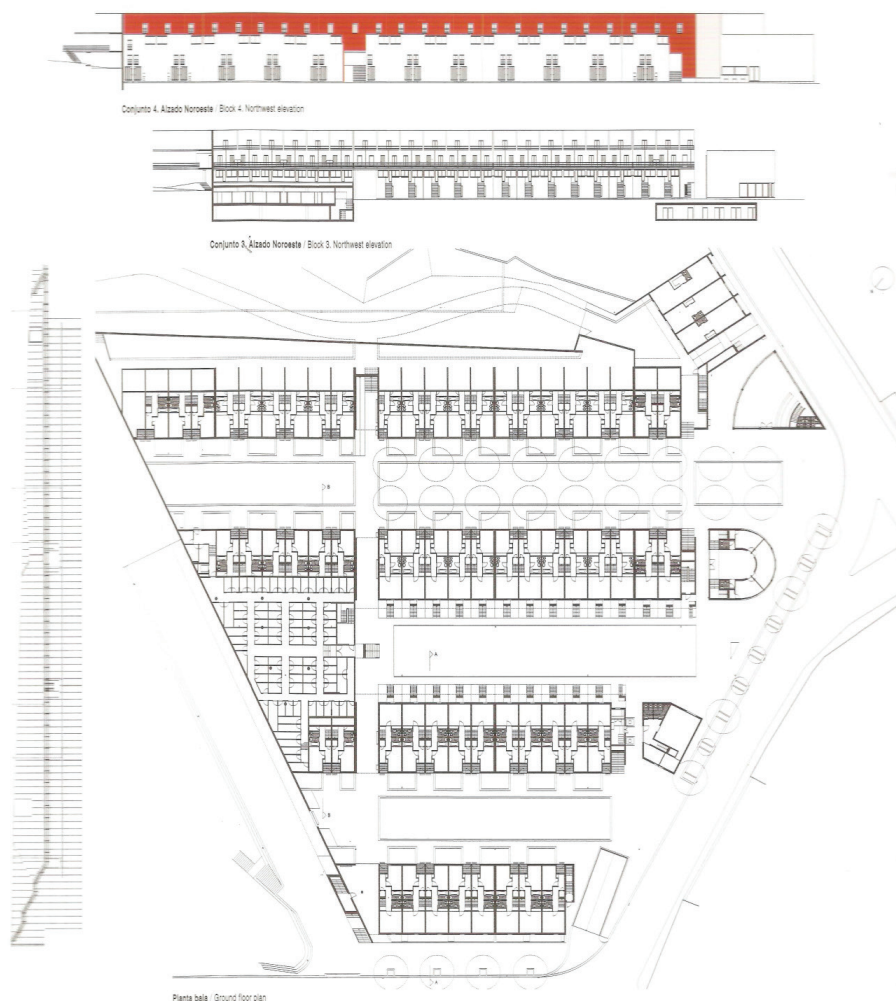 Conjunto 4. Alzado Noroeste / Block 4. Northwest elevation
Conjunto 3. Alzado Noroeste / Block 3. Northwest elevation
B
A
B
A
Planta baja / Ground floor plan